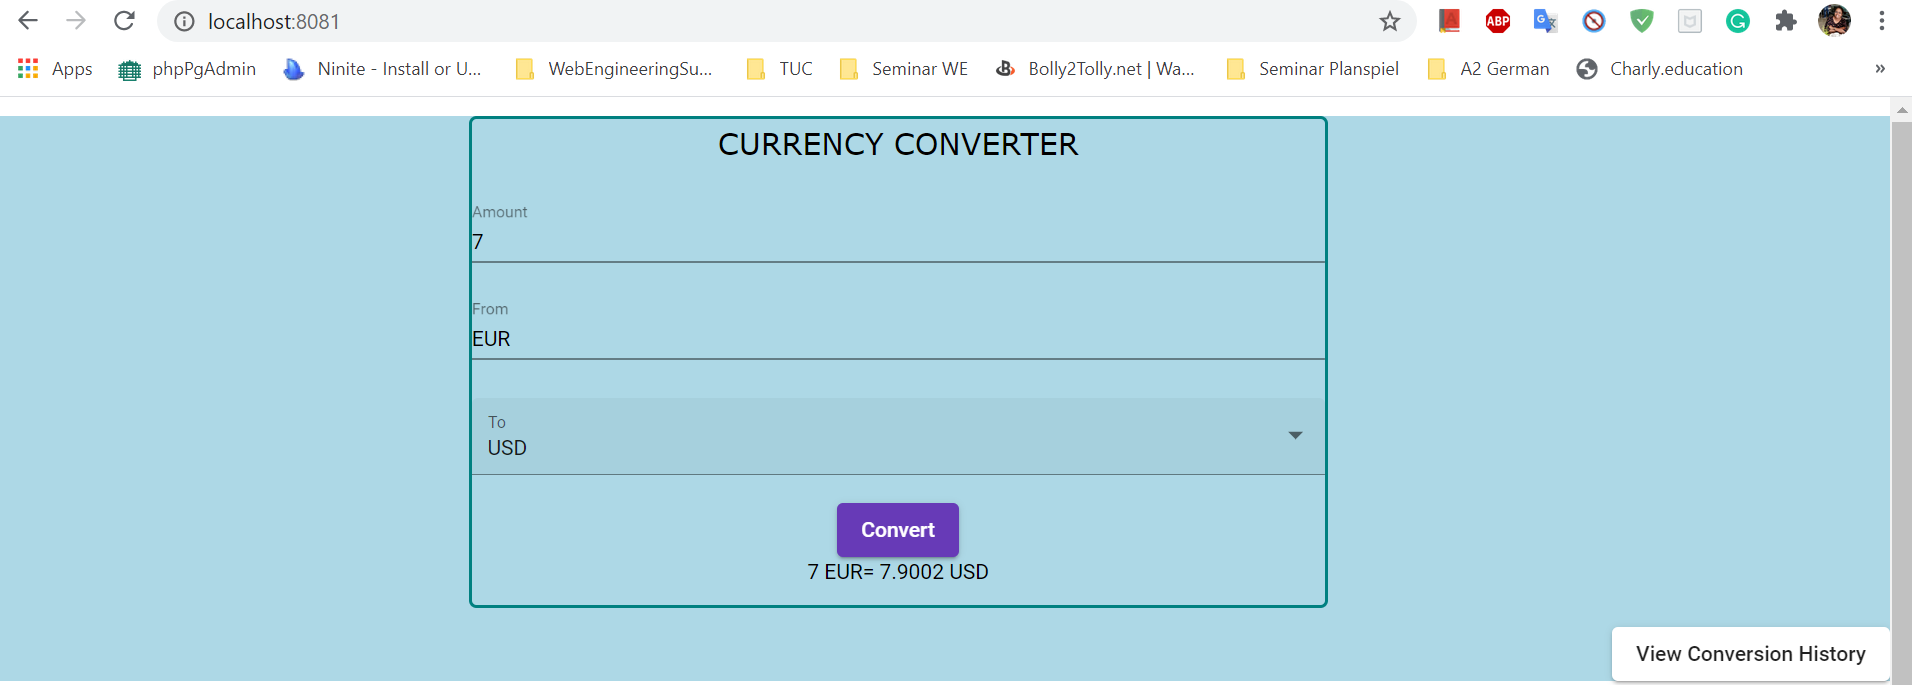 localhost:8081
ABP
Apps phpPgAdmin Ninite - Install or U... WebEngineeringSu... TUC Seminar WE Bolly2Tolly.net | Wa... Seminar Planspiel A2 German Charly.education »
CURRENCY CONVERTER
Amount
7
From
EUR
To
USD
Convert
7 EUR= 7.9002 USD
View Conversion History